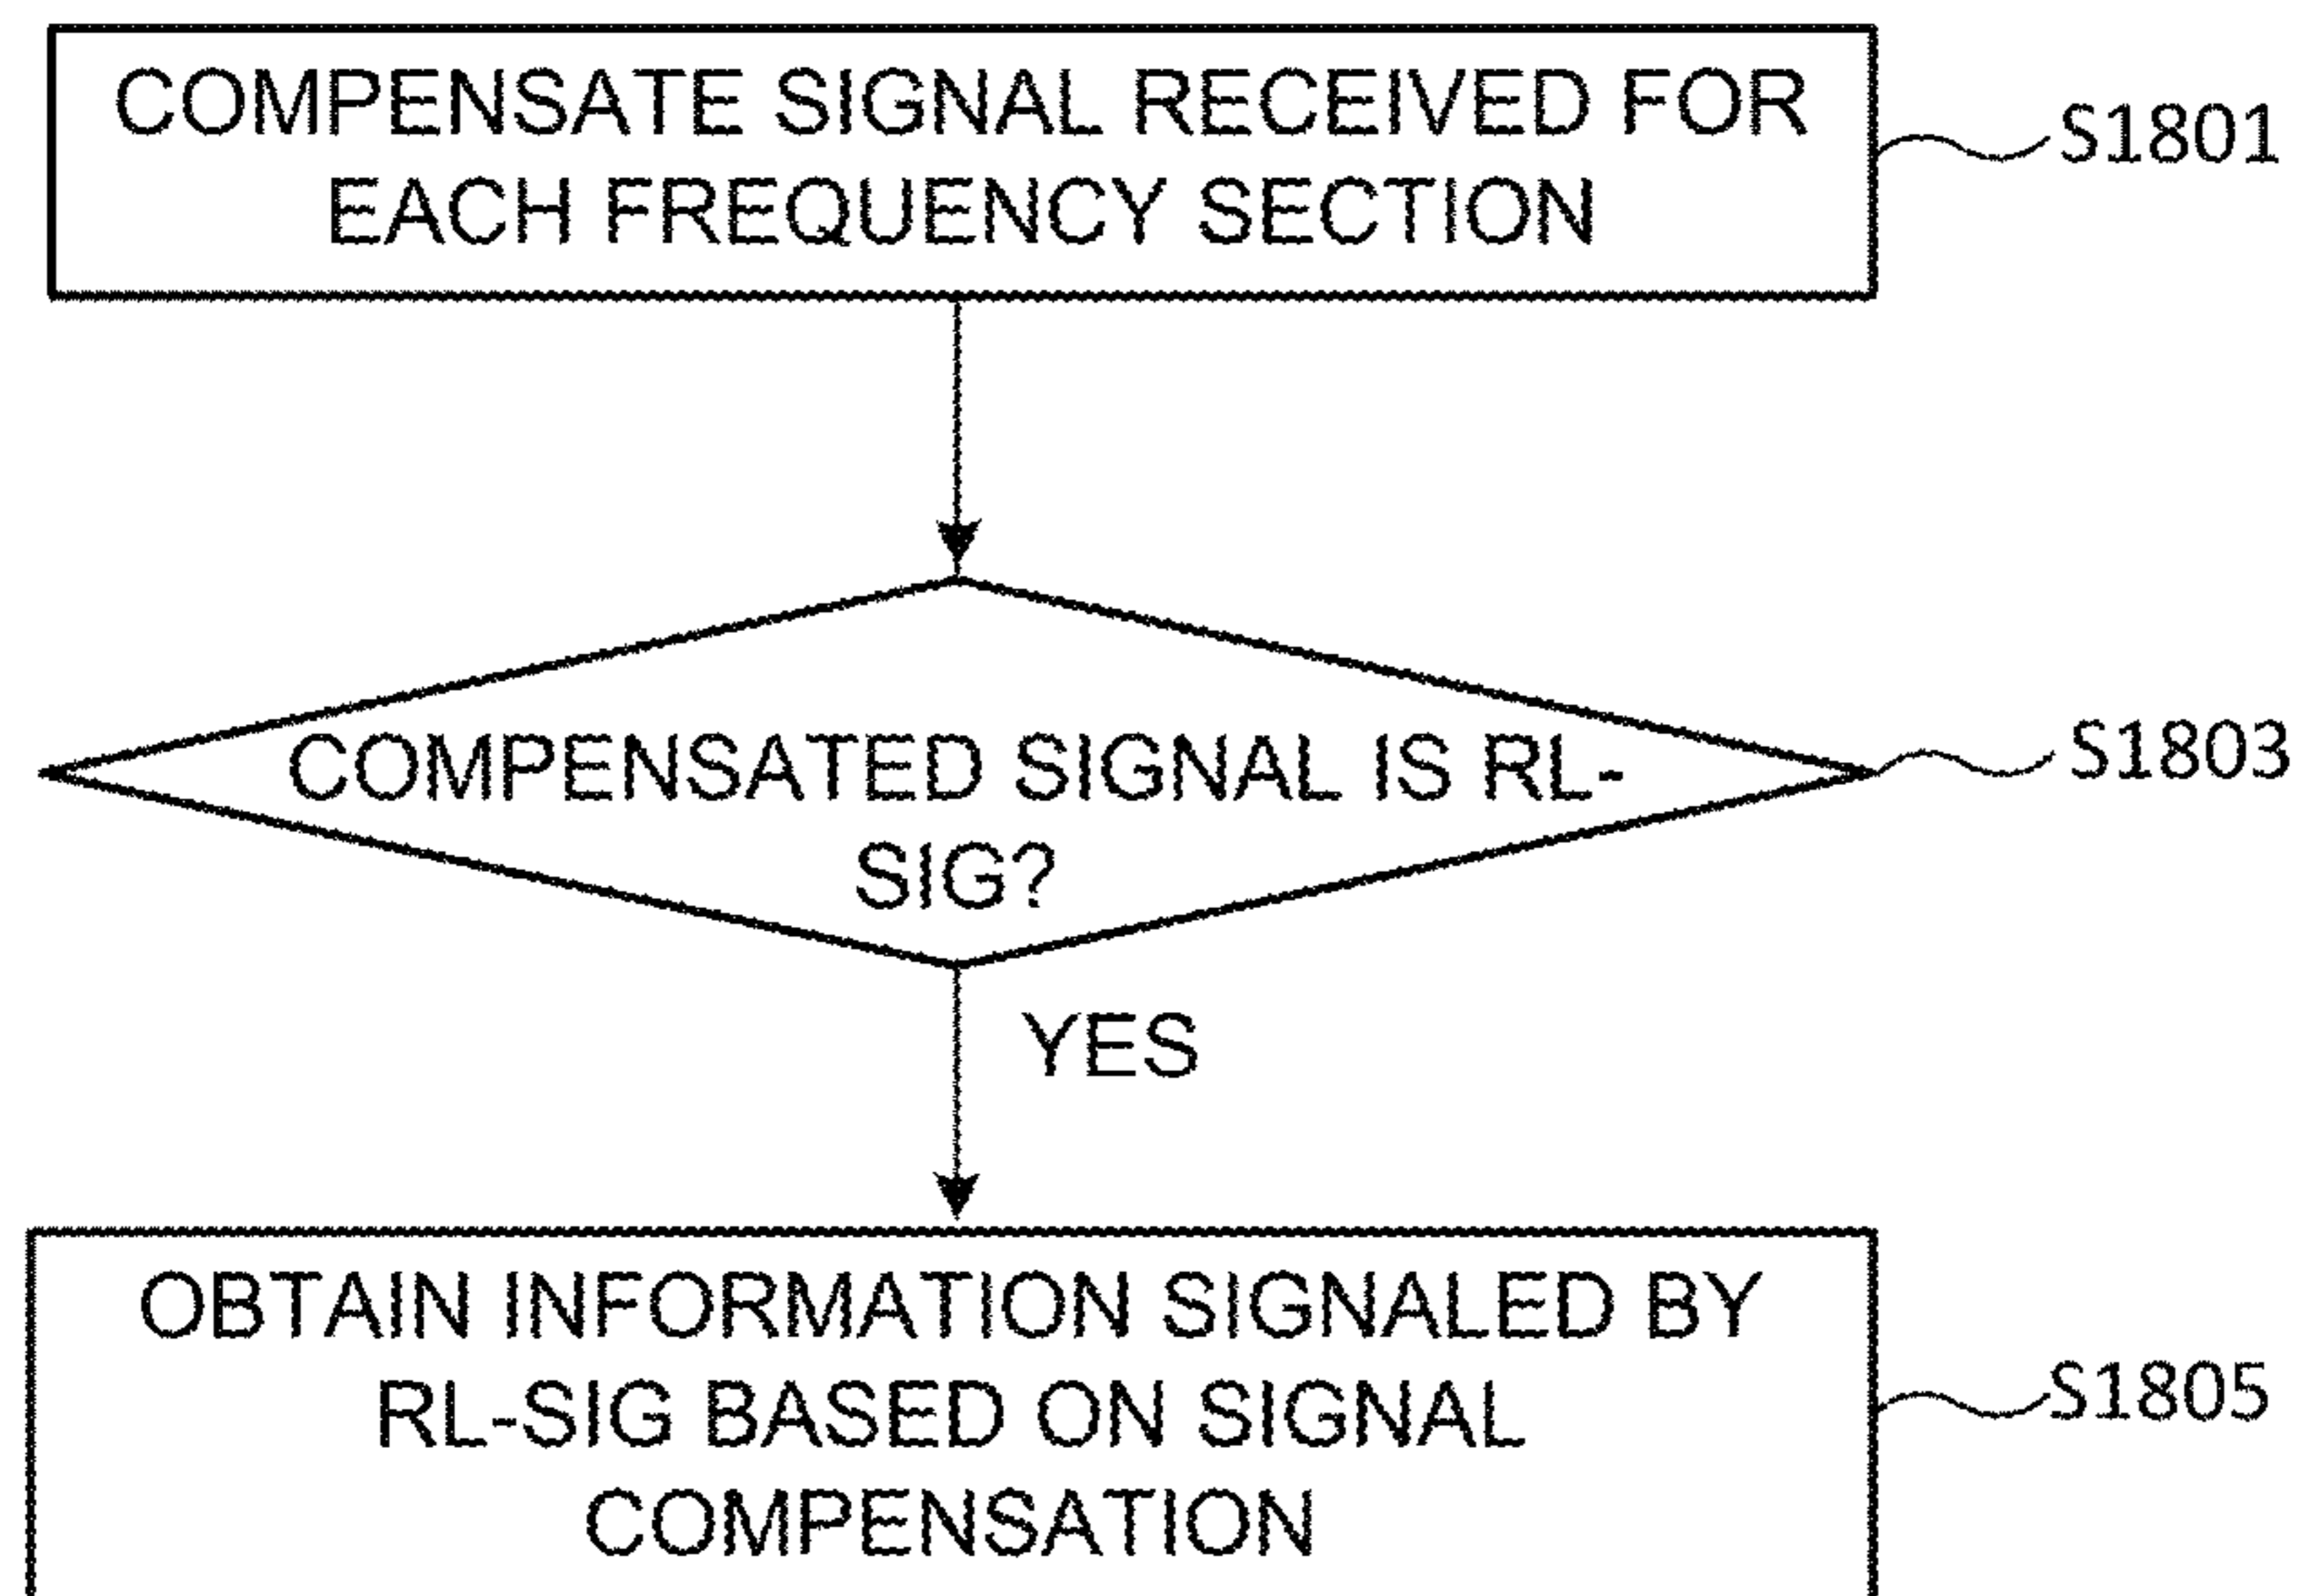 COMPENSATE SIGNAL RECEIVED FOR
EACH FREQUENCY SECTION
S1801
COMPENSATED SIGNAL IS RL-
SIG?
S1803
YES
OBTAIN INFORMATION SIGNALED BY
RL-SIG BASED ON SIGNAL
COMPENSATION
S1805